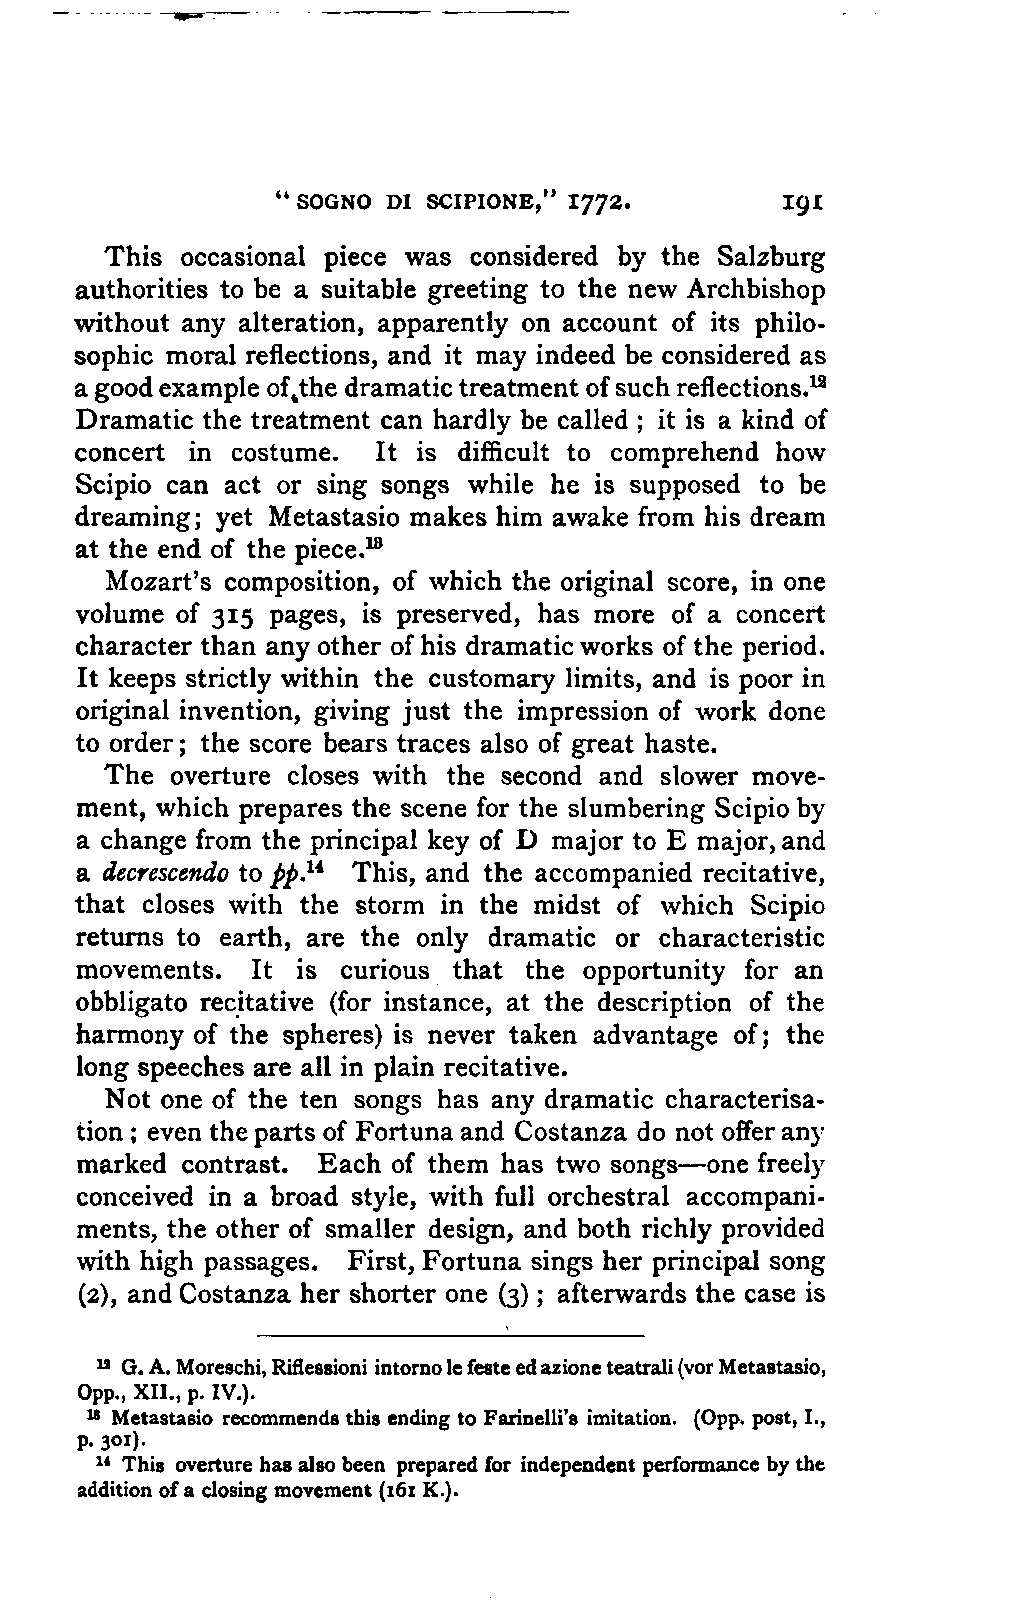 “ SOGNO DI SCIPIONE,” 1772. 191
This occasional piece was considered by the Salzburg
authorities to be a suitable greeting to the new Archbishop
without any alteration, apparently on account of its philo-
sophic moral reflections, and it may indeed be considered as
a good example of the dramatic treatment of such reflections.¹²
Dramatic the treatment can hardly be called ; it is a kind of
concert in costume. It is difficult to comprehend how
Scipio can act or sing songs while he is supposed to be
dreaming; yet Metastasio makes him awake from his dream
at the end of the piece.¹³
Mozart's composition, of which the original score, in one
volume of 315 pages, is preserved, has more of a concert
character than any other of his dramatic works of the period.
It keeps strictly within the customary limits, and is poor in
original invention, giving just the impression of work done
to order ; the score bears traces also of great haste.
The overture closes with the second and slower move-
ment, which prepares the scene for the slumbering Scipio by
a change from the principal key of D major to E major, and
a decrescendo to pp.¹⁴ This, and the accompanied recitative,
that closes with the storm in the midst of which Scipio
returns to earth, are the only dramatic or characteristic
movements. It is curious that the opportunity for an
obbligato recitative (for instance, at the description of the
harmony of the spheres) is never taken advantage of ; the
long speeches are all in plain recitative.
Not one of the ten songs has any dramatic characterisa-
tion ; even the parts of Fortuna and Costanza do not offer any
marked contrast. Each of them has two songs—one freely
conceived in a broad style, with full orchestral accompani-
ments, the other of smaller design, and both richly provided
with high passages. First, Fortuna sings her principal song
(2), and Costanza her shorter one (3) ; afterwards the case is
¹² G. A. Moreschi, Riflessioni intorno le feste ed azione teatrali (vor Metastasio,
Opp., XII., p. IV.).
¹³ Metastasio recommends this ending to Farinelli's imitation. (Opp. post, I.,
p. 301).
¹⁴ This overture has also been prepared for independent performance by the
addition of a closing movement (161 K.).